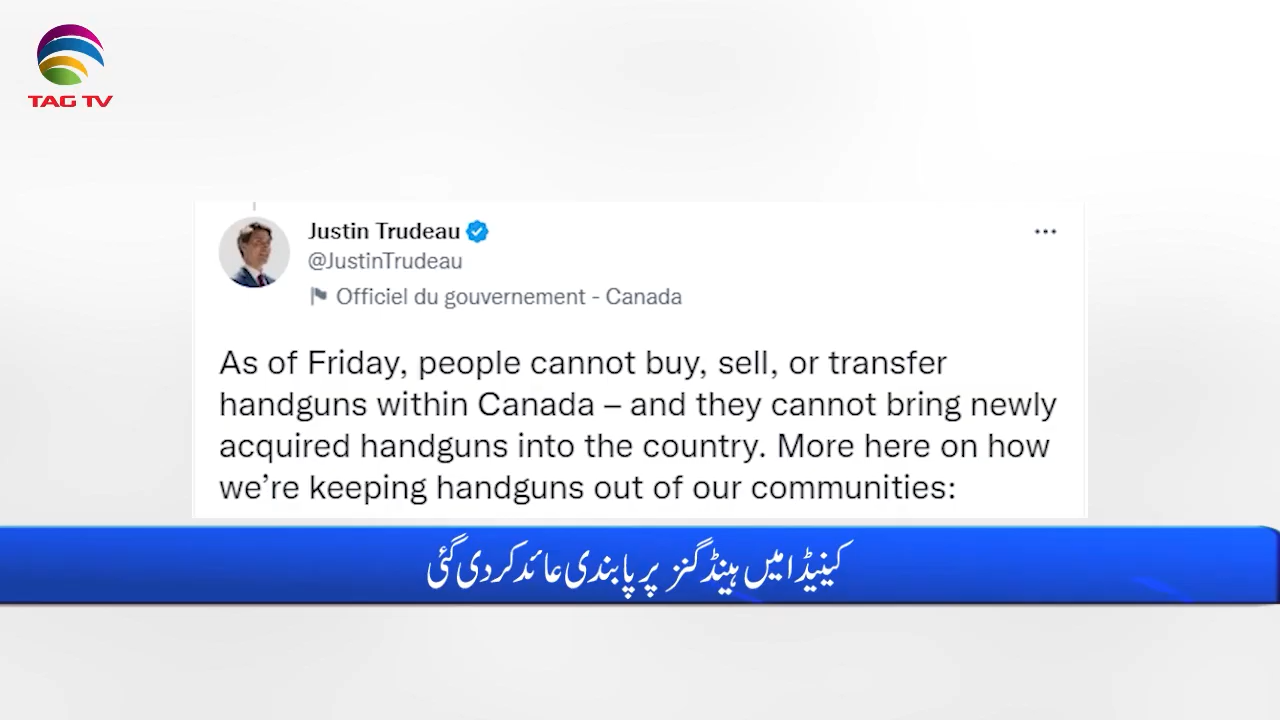 TAG TV
Justin Trudeau
@JustinTrudeau
Officiel du gouvernement - Canada
As of Friday, people cannot buy, sell, or transfer
handguns within Canada – and they cannot bring newly
acquired handguns into the country. More here on how
we’re keeping handguns out of our communities:
کینیڈا میں ہینڈ گنز پر پابندی عائد کر دی گئی